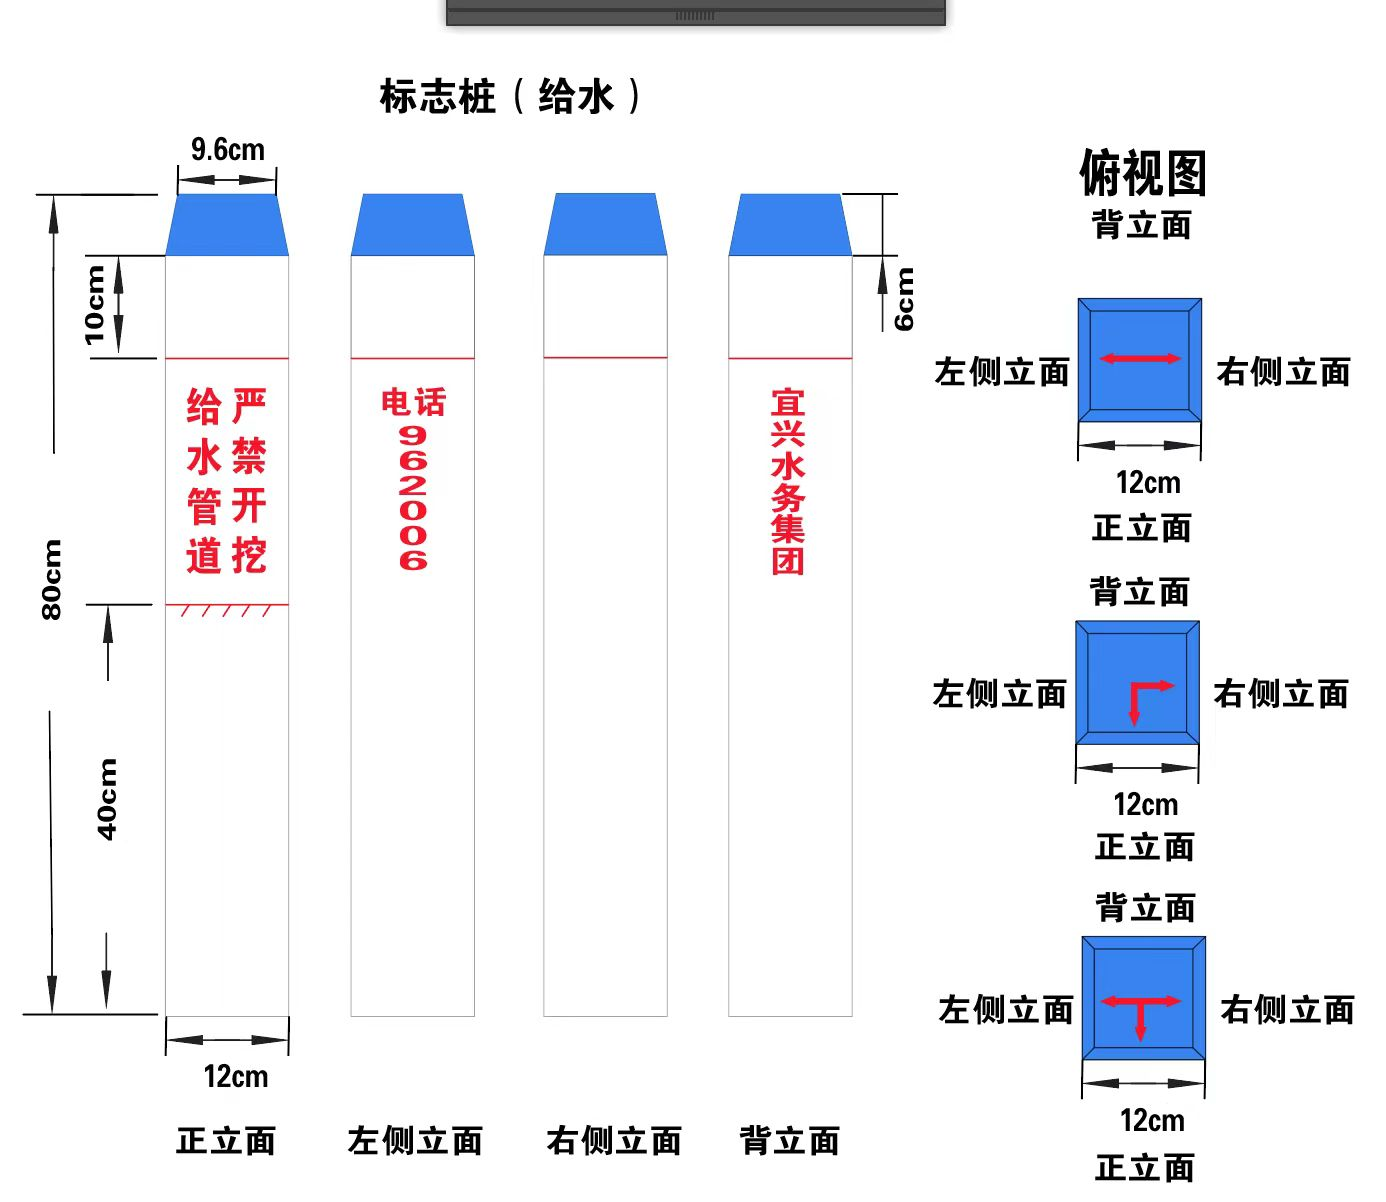 标志桩（给水）
9.6cm
10cm
80cm
40cm
12cm
给水管道
严禁开挖
正立面
电话
962006
左侧立面
右侧立面
宜兴水务集团
背立面
6cm
俯视图
背立面
左侧立面
右侧立面
12cm
正立面
背立面
左侧立面
右侧立面
12cm
正立面
背立面
左侧立面
右侧立面
12cm
正立面